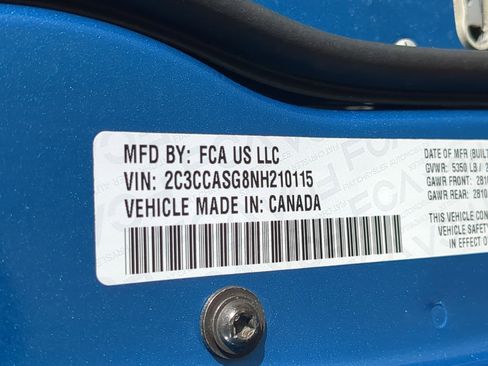 MFD BY: FCA US LLC
VIN: 2C3CCASG8NH210115
VEHICLE MADE IN: CANADA
DATE OF MFR (BUILT
GVWR: 5350 LB/
GAWR FRONT:
GAWR REAR:
THIS VEHICLE
VEHICLE SAFETY
IN EFFECT